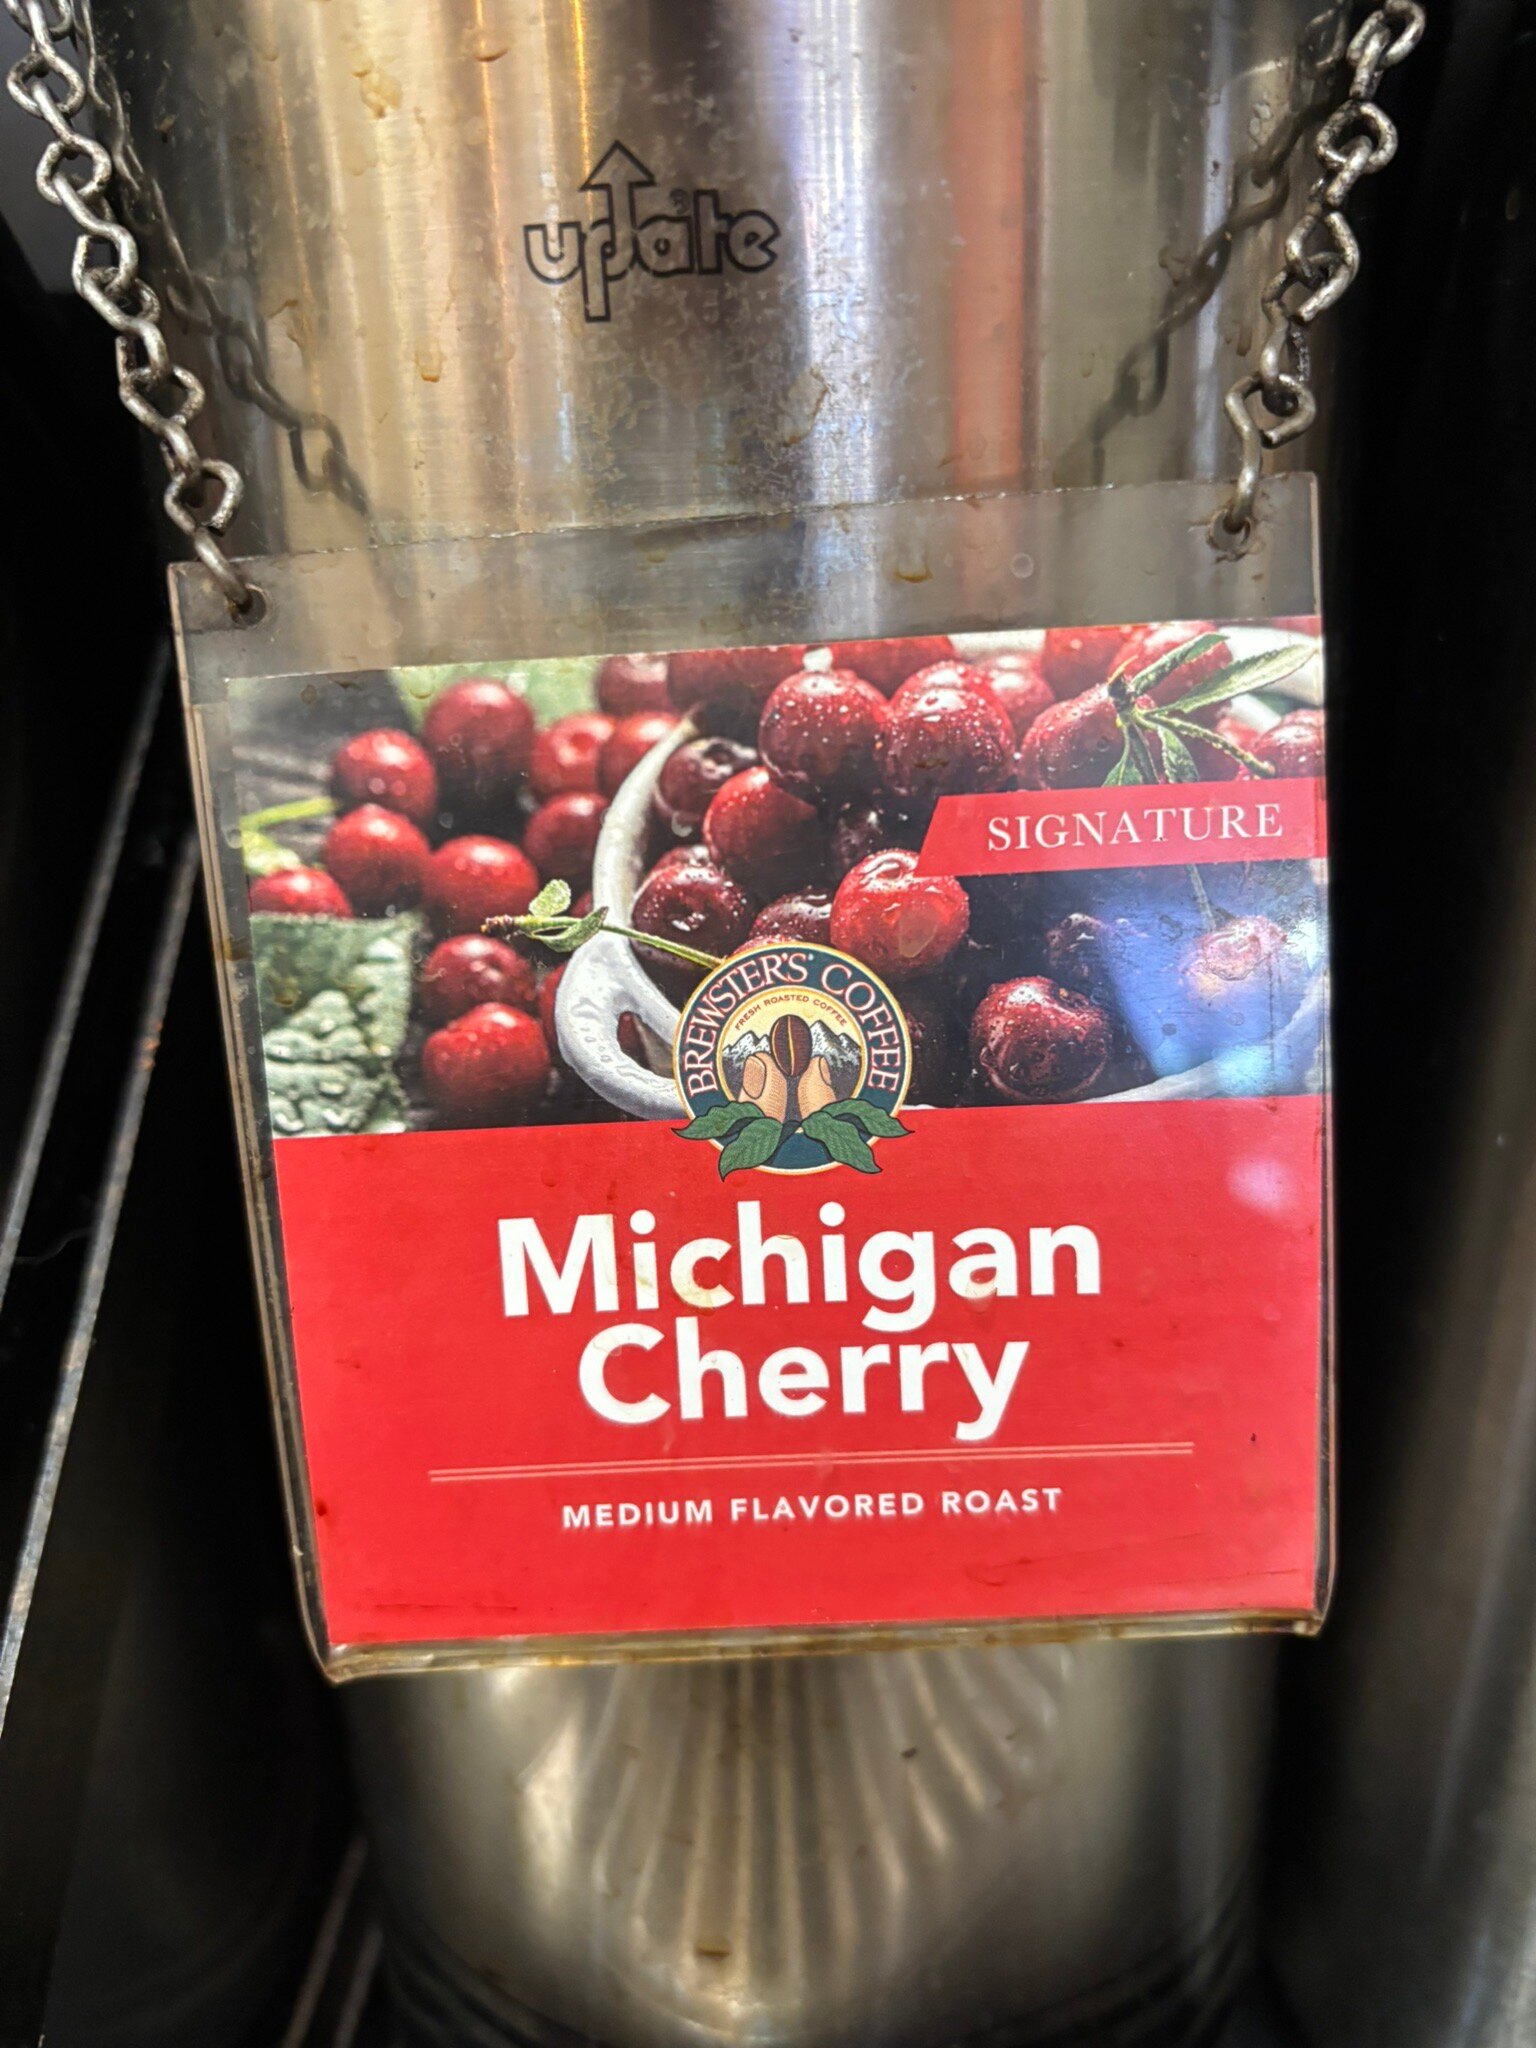 update
SIGNATURE
BREWSTER'S COFFEE
FRESH ROASTED COFFEE
Michigan
Cherry
MEDIUM FLAVORED ROAST